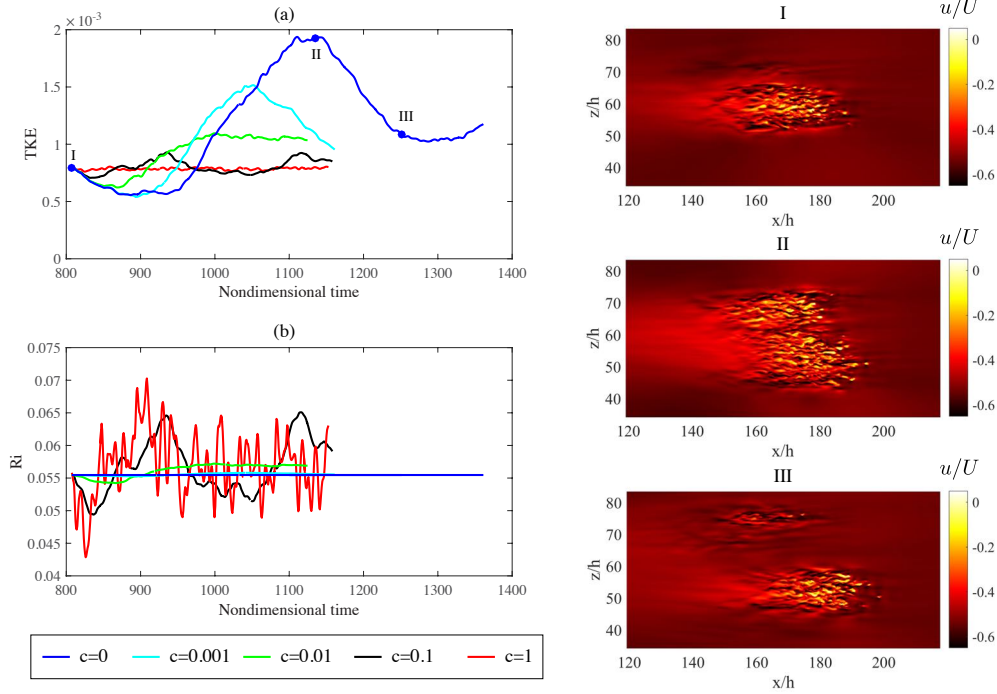 (a)
2 × 10⁻³
1.5
1
0.5
0
TKE
I
II
III
800 900 1000 1100 1200 1300 1400
Nondimensional time
(b)
0.075
0.07
0.065
0.06
0.055
0.05
0.045
0.04
Ri
800 900 1000 1100 1200 1300 1400
Nondimensional time
c=0 c=0.001 c=0.01 c=0.1 c=1
I
u/U
80
70
60
50
40
z/h
120 140 160 180 200
x/h
0
-0.2
-0.4
-0.6
II
u/U
80
70
60
50
40
z/h
120 140 160 180 200
x/h
0
-0.2
-0.4
-0.6
III
u/U
80
70
60
50
40
z/h
120 140 160 180 200
x/h
0
-0.2
-0.4
-0.6